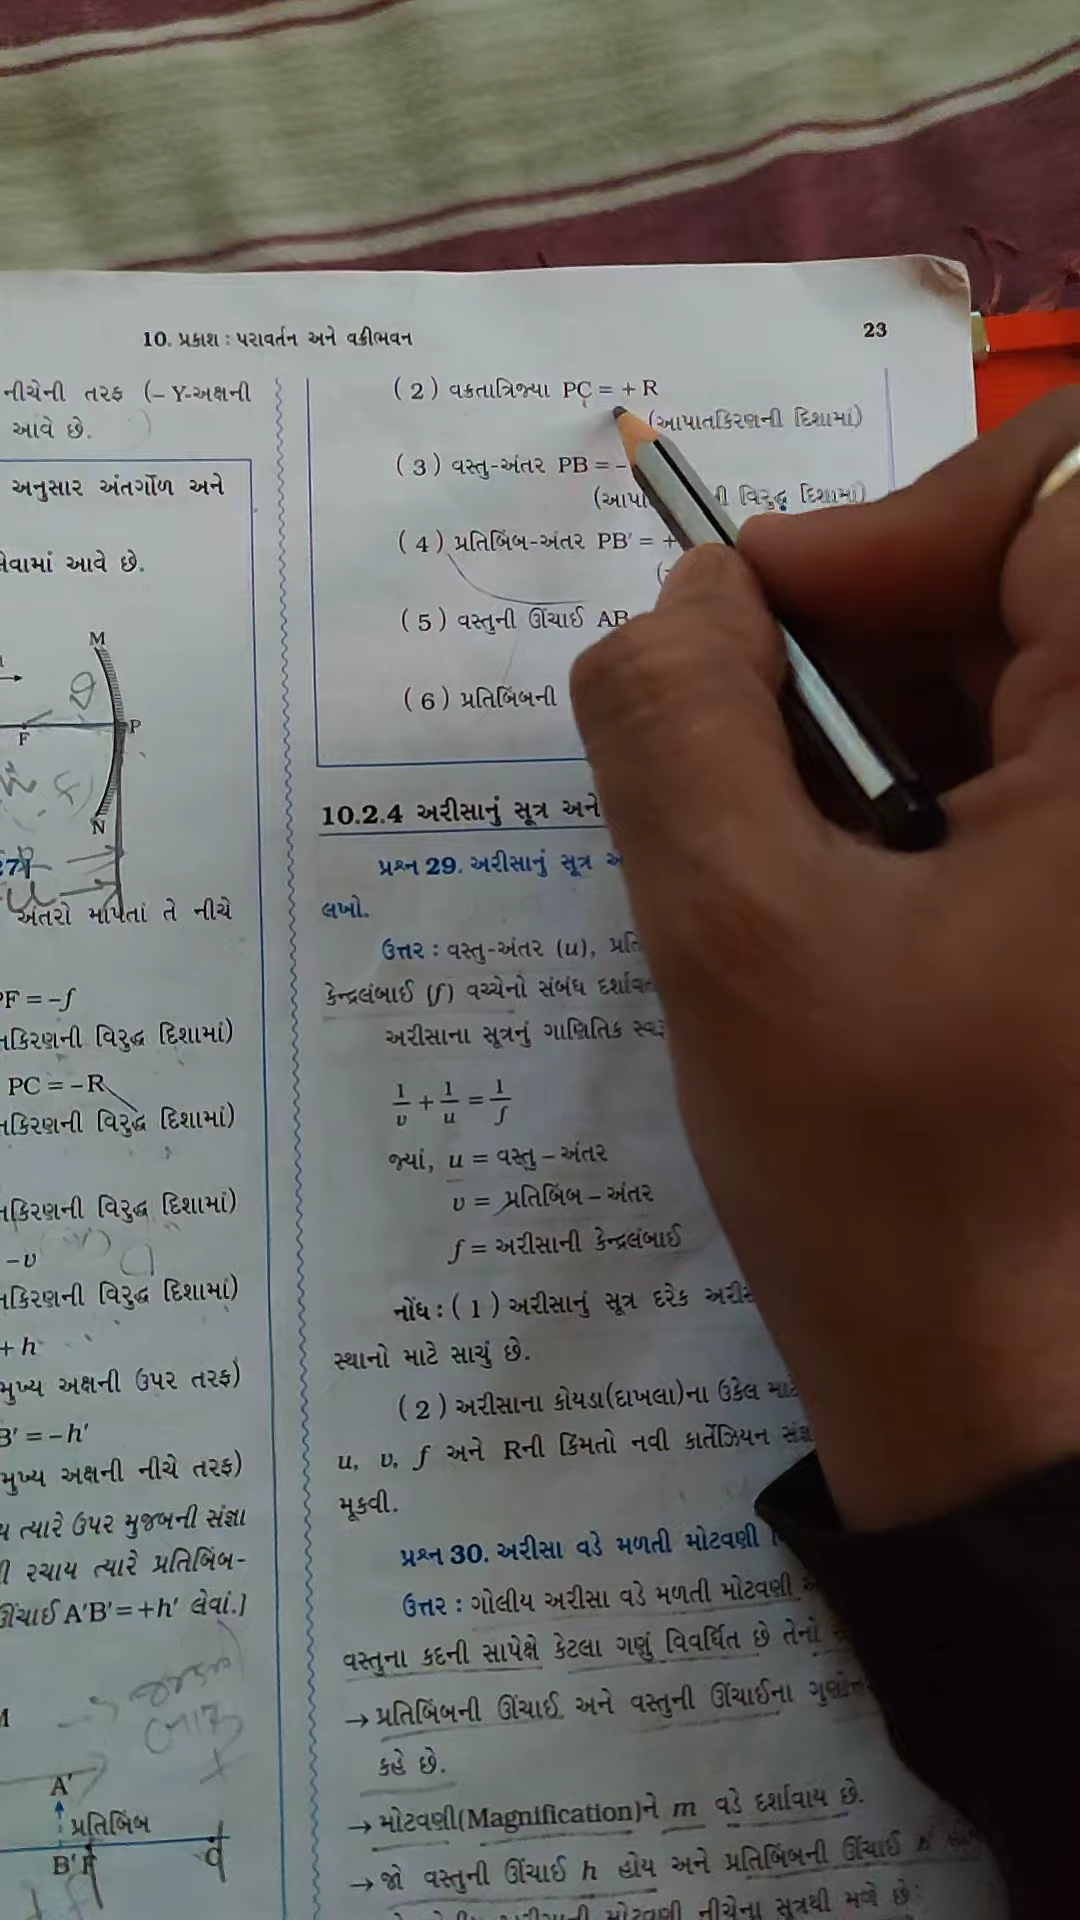 10. પ્રકાશ : પરાવર્તન અને વક્રીભવન
23
નીચેની તરફ (– Y-અક્ષની
આવે છે.
અનુસાર અંતર્ગોળ અને
લેવામાં આવે છે.
M
F
P
N
અંતરો માપતાં તે નીચે
PF = –f
વિરુદ્ધ દિશામાં)
PC = –R
વિરુદ્ધ દિશામાં)
વિરુદ્ધ દિશામાં)
–v
વિરુદ્ધ દિશામાં)
+ h
મુખ્ય અક્ષની ઉપર તરફ)
B′ = –h′
મુખ્ય અક્ષની નીચે તરફ)
ત્યારે ઉપર મુજબની સંજ્ઞા
રચાય ત્યારે પ્રતિબિંબ-
ઊંચાઈ A′B′ = +h′ લેવાં.]
A′
પ્રતિબિંબ
B′ F
(2) વક્રતાત્રિજ્યા PC = + R
(આપાતકિરણની દિશામાં)
(3) વસ્તુ-અંતર PB = –
વિરુદ્ધ દિશામાં)
(4) પ્રતિબિંબ-અંતર PB′ = +
(5) વસ્તુની ઊંચાઈ AB
(6) પ્રતિબિંબની
10.2.4 અરીસાનું સૂત્ર અને
પ્રશ્ન 29. અરીસાનું સૂત્ર
લખો.
ઉત્તર : વસ્તુ-અંતર (u),
કેન્દ્રલંબાઈ (f) વચ્ચેનો સંબંધ
અરીસાના સૂત્રનું ગાણિતિક
1/v + 1/u = 1/f
જ્યાં, u = વસ્તુ – અંતર
v = પ્રતિબિંબ – અંતર
f = અરીસાની કેન્દ્રલંબાઈ
નોંધ : (1) અરીસાનું સૂત્ર દરેક
સ્થાનો માટે સાચું છે.
(2) અરીસાના કોયડા(દાખલા)ના ઉકેલ માટે
u, v, f અને Rની કિંમતો નવી કાર્તેઝિયન
મૂકવી.
પ્રશ્ન 30. અરીસા વડે મળતી મોટવણી
ઉત્તર : ગોલીય અરીસા વડે મળતી મોટવણી
વસ્તુના કદની સાપેક્ષે કેટલા ગણું વિવર્ધિત છે તેનો
→ પ્રતિબિંબની ઊંચાઈ અને વસ્તુની ઊંચાઈના
કહે છે.
→ મોટવણી(Magnification)ને m વડે દર્શાવાય છે.
→ જો વસ્તુની ઊંચાઈ h હોય અને પ્રતિબિંબની ઊંચાઈ
મોટવણી નીચેના સૂત્રથી મળે છે :